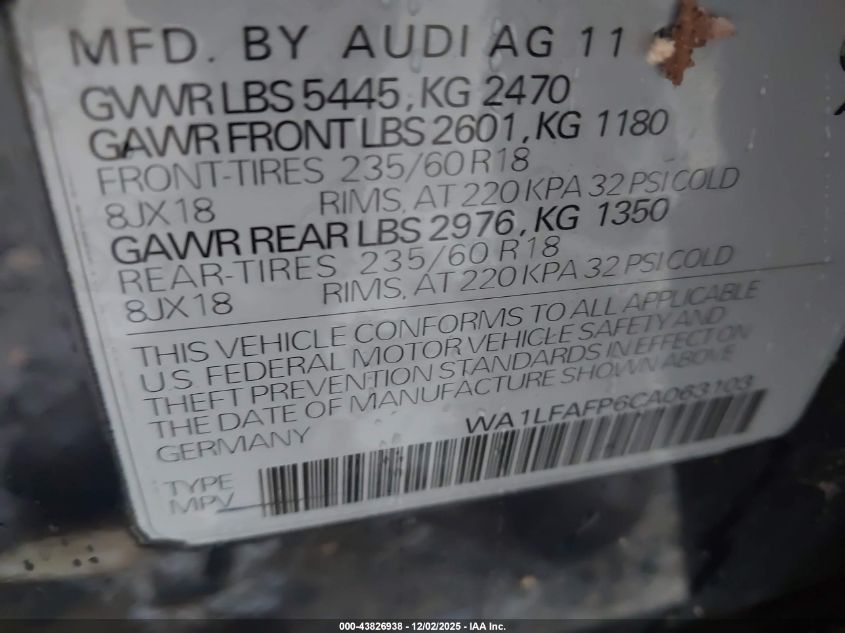 MFD. BY AUDI AG 11
GVWR LBS 5445, KG 2470
GAWR FRONT LBS 2601, KG 1180
FRONT-TIRES 235/60 R18
8JX18 RIMS, AT 220 KPA 32 PSI COLD
GAWR REAR LBS 2976, KG 1350
REAR-TIRES 235/60 R18
8JX18 RIMS, AT 220 KPA 32 PSI COLD
THIS VEHICLE CONFORMS TO ALL APPLICABLE
U.S. FEDERAL MOTOR VEHICLE SAFETY AND
THEFT PREVENTION STANDARDS IN EFFECT ON
THE DATE OF MANUFACTURE SHOWN ABOVE
GERMANY WA1LFAFP6CA063103
TYPE
MPV
000-43826938 - 12/02/2025 - IAA Inc.